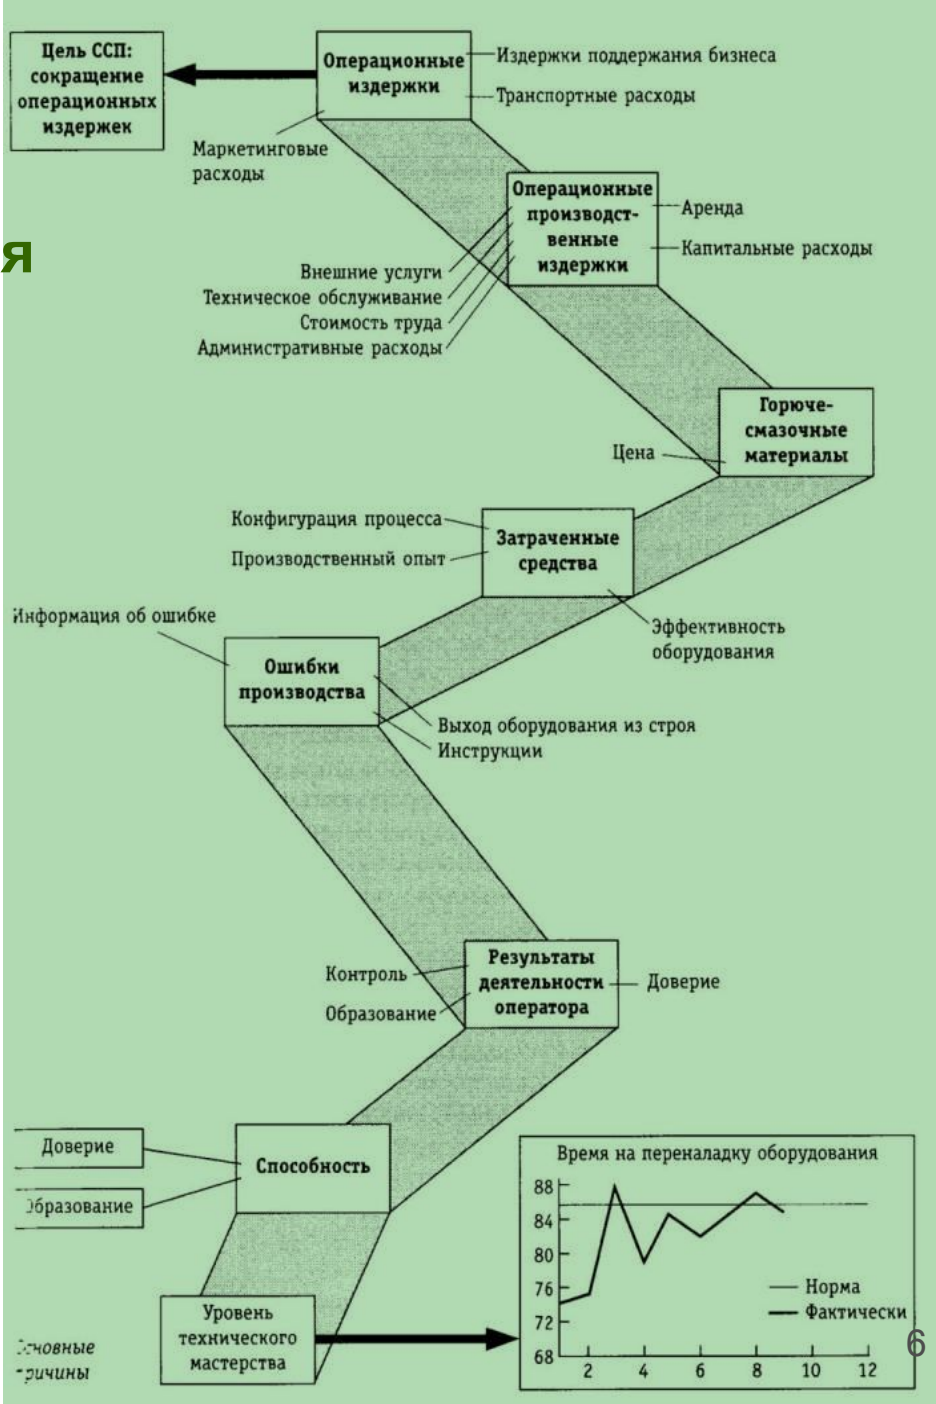 Цель ССП:
сокращение
операционных
издержек
Операционные
издержки
Издержки поддержания бизнеса
Транспортные расходы
Маркетинговые
расходы
Операционные
производст-
венные
издержки
Аренда
Капитальные расходы
я
Внешние услуги
Техническое обслуживание
Стоимость труда
Административные расходы
Горюче-
смазочные
материалы
Цена
Конфигурация процесса
Производственный опыт
Затраченные
средства
Эффективность
оборудования
Информация об ошибке
Ошибки
производства
Выход оборудования из строя
Инструкции
Контроль
Образование
Результаты
деятельности
оператора
Доверие
Доверие
Образование
Способность
Уровень
технического
мастерства
Время на переналадку оборудования
88
84
80
76
72
68
2 4 6 8 10 12
Норма
Фактически
6